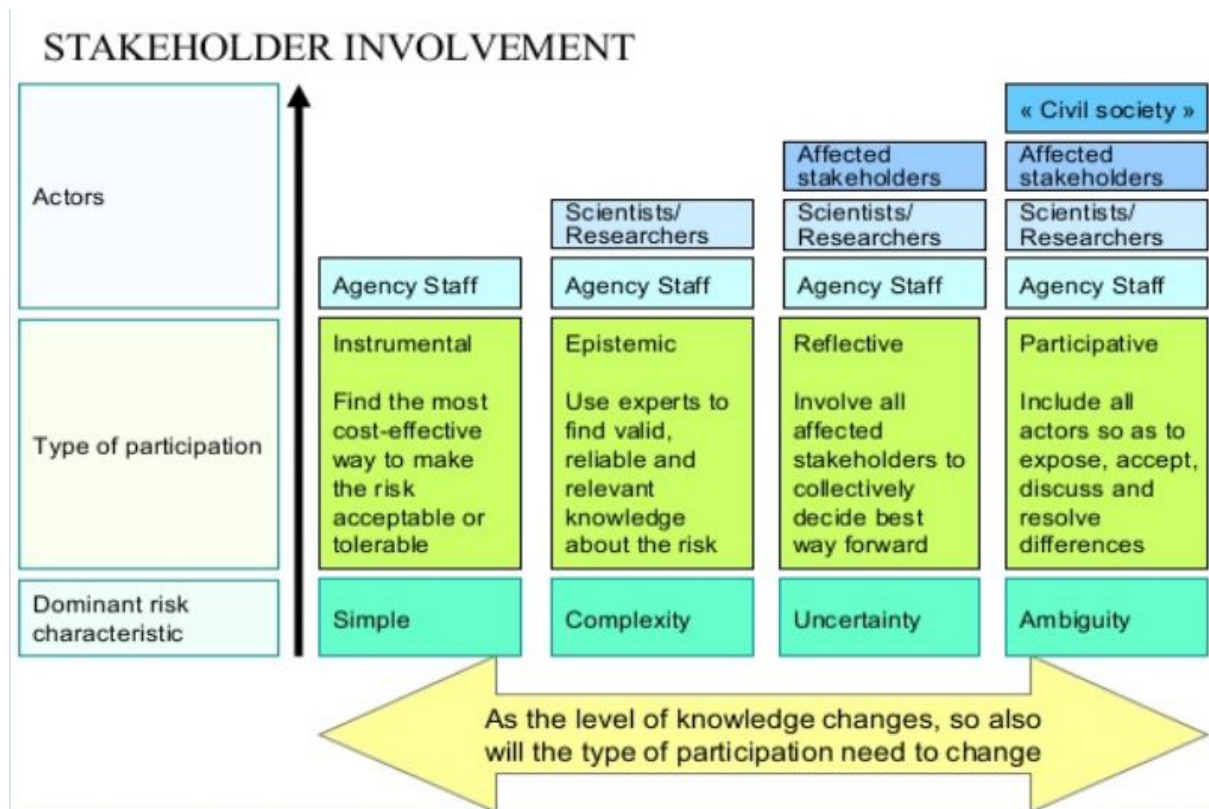 STAKEHOLDER INVOLVEMENT
Actors
« Civil society »
Affected
stakeholders
Affected
stakeholders
Scientists/
Researchers
Scientists/
Researchers
Scientists/
Researchers
Agency Staff
Agency Staff
Agency Staff
Agency Staff
Type of participation
Instrumental
Find the most
cost-effective
way to make
the risk
acceptable or
tolerable
Epistemic
Use experts to
find valid,
reliable and
relevant
knowledge
about the risk
Reflective
Involve all
affected
stakeholders to
collectively
decide best
way forward
Participative
Include all
actors so as to
expose, accept,
discuss and
resolve
differences
Dominant risk
characteristic
Simple
Complexity
Uncertainty
Ambiguity
As the level of knowledge changes, so also
will the type of participation need to change